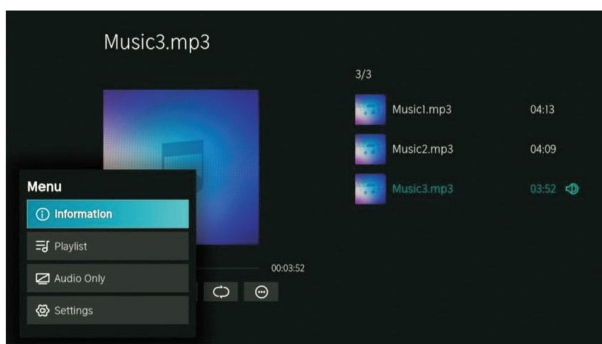 Music3.mp3
3/3
Music1.mp3 04:13
Music2.mp3 04:09
Music3.mp3 03:52
Menu
Information
Playlist
Audio Only
Settings
00:03:52